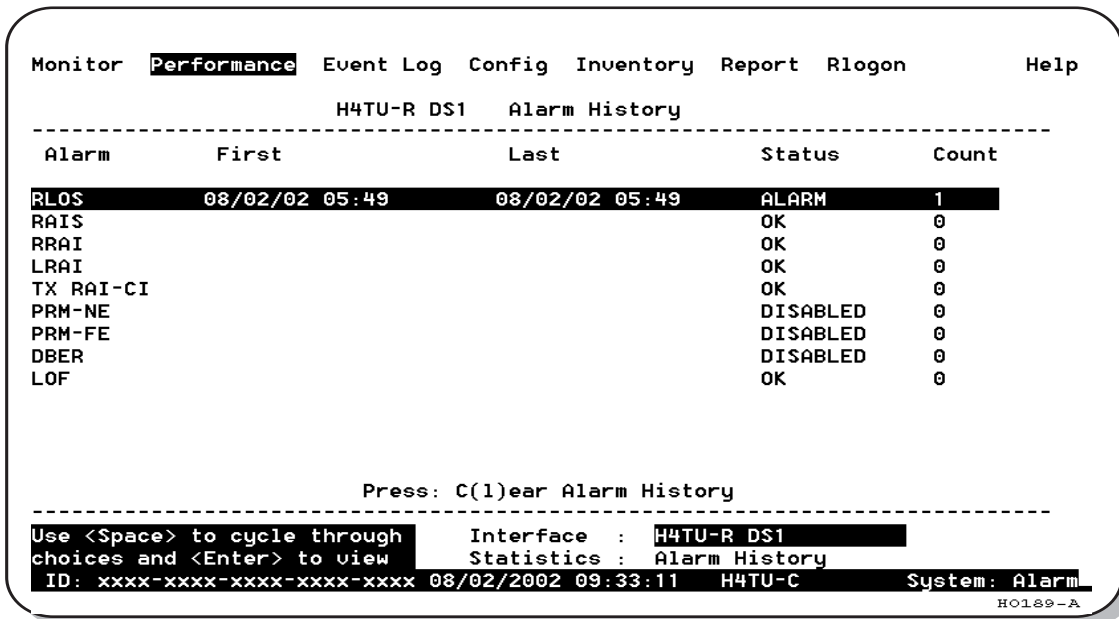 Monitor Performance Event Log Config Inventory Report Rlogon Help
H4TU-R DS1 Alarm History
Alarm First Last Status Count
RLOS 08/02/02 05:49 08/02/02 05:49 ALARM 1
RAIS OK 0
RRAI OK 0
LRAI OK 0
TX RAI-CI OK 0
PRM-NE DISABLED 0
PRM-FE DISABLED 0
DBER DISABLED 0
LOF OK 0
Press: C(l)ear Alarm History
Use <Space> to cycle through Interface : H4TU-R DS1
choices and <Enter> to view Statistics : Alarm History
ID: xxxx-xxxx-xxxx-xxxx-xxxx 08/02/2002 09:33:11 H4TU-C System: Alarm
HO189-A